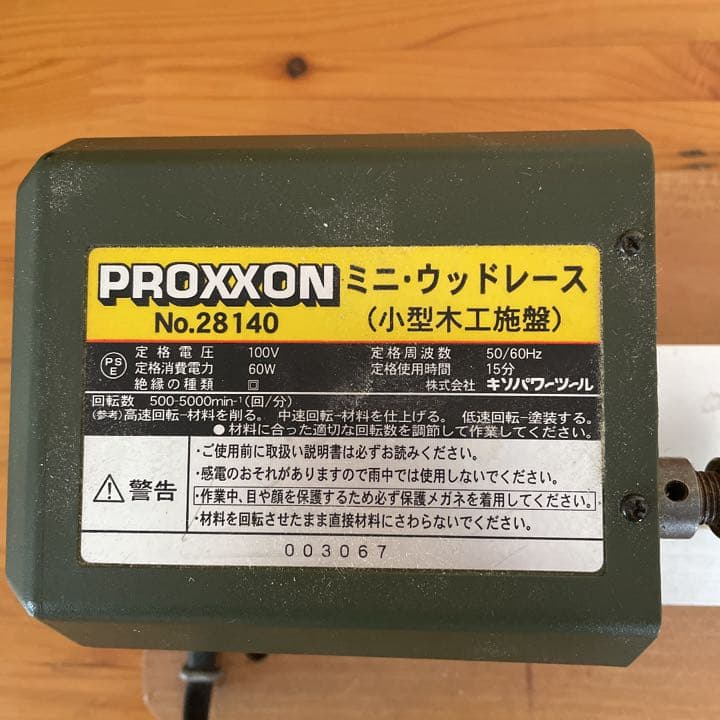 PROXXON ミニ・ウッドレース
No.28140 (小型木工施盤)
PSE 定格電圧 100V 定格周波数 50/60Hz
定格消費電力 60W 定格使用時間 15分
絶縁の種類 回 株式会社 キソパワーツール
回転数 500-5000min-1(回/分)
(参考)高速回転-材料を削る。 中速回転-材料を仕上げる。 低速回転-塗装する。
●材料に合った適切な回転数を調節して作業してください。
⚠警告
・ご使用前に取扱い説明書は必ずお読みください。
・感電のおそれがありますので雨中では使用しないでください。
・作業中、目や顔を保護するため必ず保護メガネを着用してください。
・材料を回転させたまま直接材料にさわらないでください。
003067